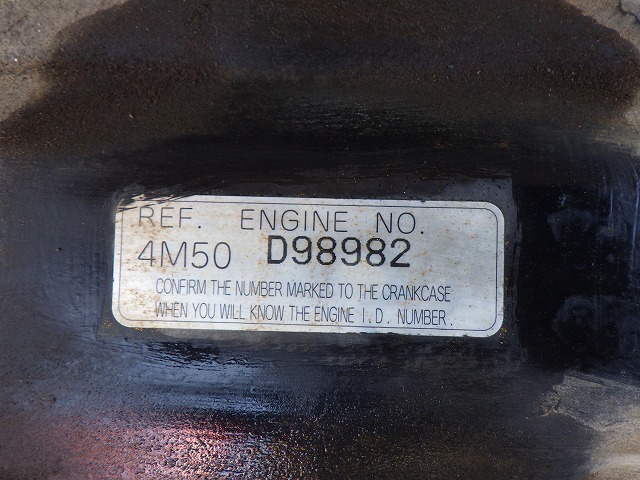 REF. ENGINE NO.
4M50 D98982
CONFIRM THE NUMBER MARKED TO THE CRANKCASE
WHEN YOU WILL KNOW THE ENGINE I.D. NUMBER.